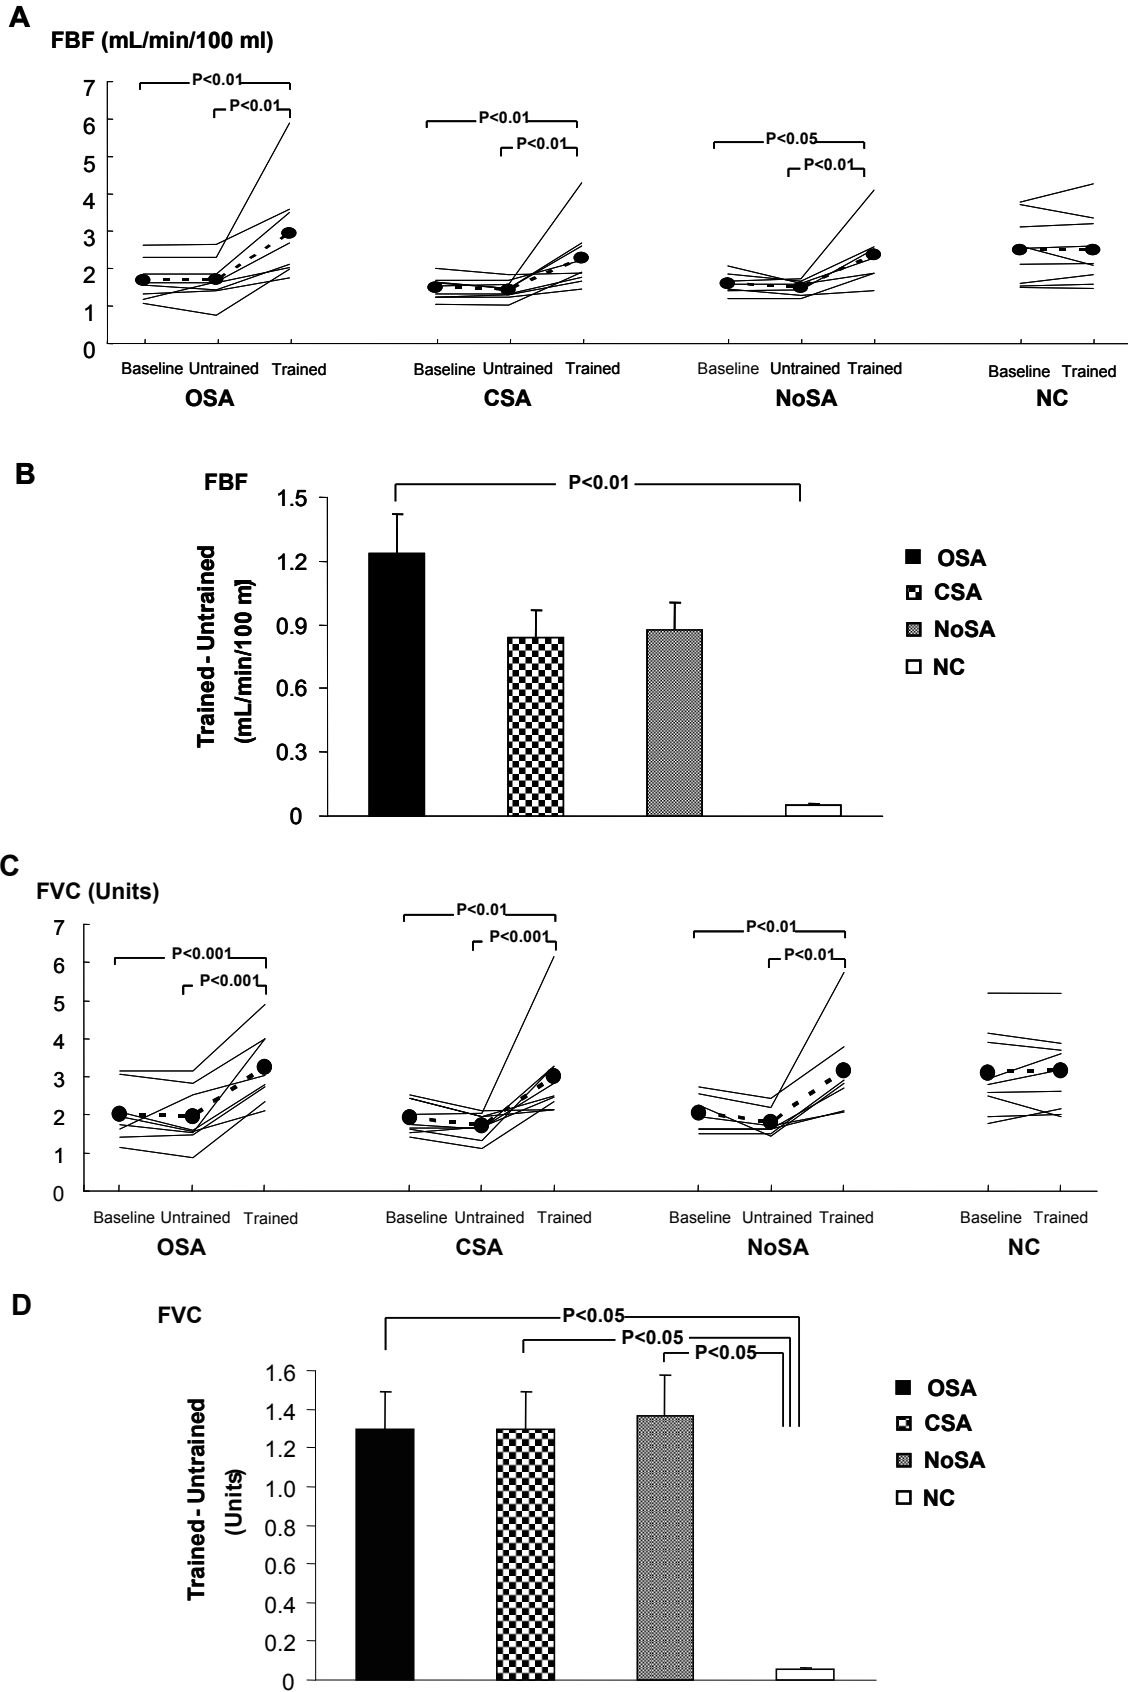 A
FBF (mL/min/100 ml)
P<0.01
P<0.01
P<0.01
P<0.01
P<0.05
P<0.01
7
6
5
4
3
2
1
0
Baseline Untrained Trained
Baseline Untrained Trained
Baseline Untrained Trained
Baseline Trained
OSA
CSA
NoSA
NC
B
FBF
P<0.01
1.5
1.2
0.9
0.6
0.3
0
Trained- Untrained
(mL/min/100 m)
OSA
CSA
NoSA
NC
C
FVC (Units)
P<0.001
P<0.001
P<0.01
P<0.001
P<0.01
P<0.01
7
6
5
4
3
2
1
0
Baseline Untrained Trained
Baseline Untrained Trained
Baseline Untrained Trained
Baseline Trained
OSA
CSA
NoSA
NC
D
FVC
P<0.05
P<0.05
P<0.05
1.6
1.4
1.2
1.0
0.8
0.6
0.4
0.2
0
Trained- Untrained
(Units)
OSA
CSA
NoSA
NC